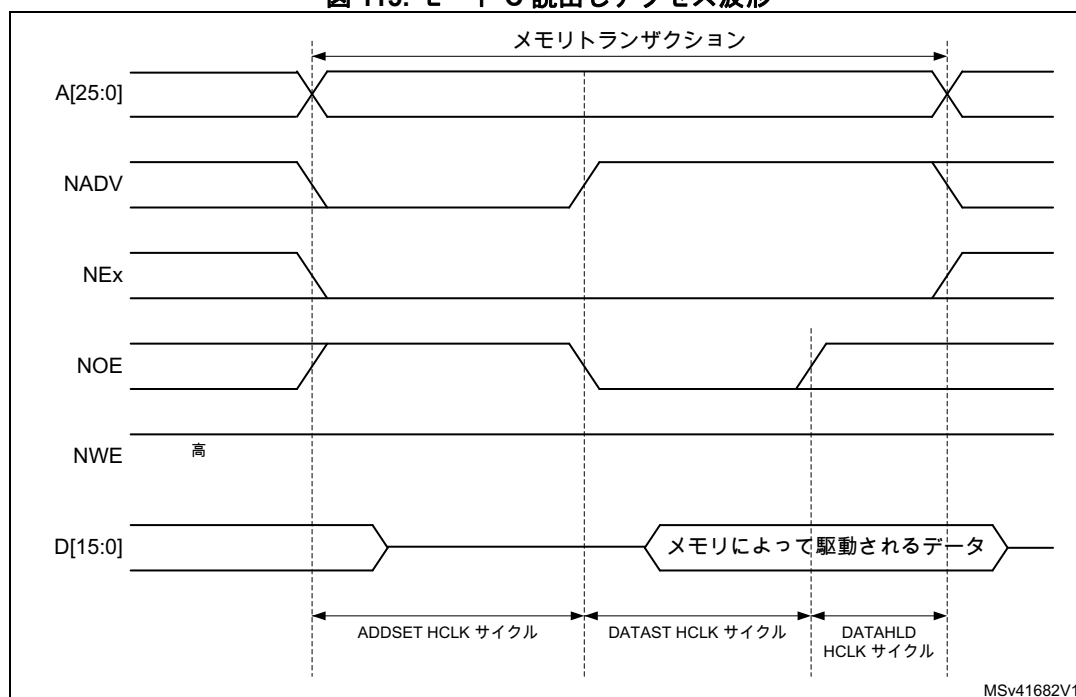 メモリトランザクション
A[25:0]
NADV
NEx
NOE
NWE 高
D[15:0] メモリによって駆動されるデータ
ADDSET HCLK サイクル DATAST HCLK サイクル DATAHLD
HCLK サイクル
MSv41682V1